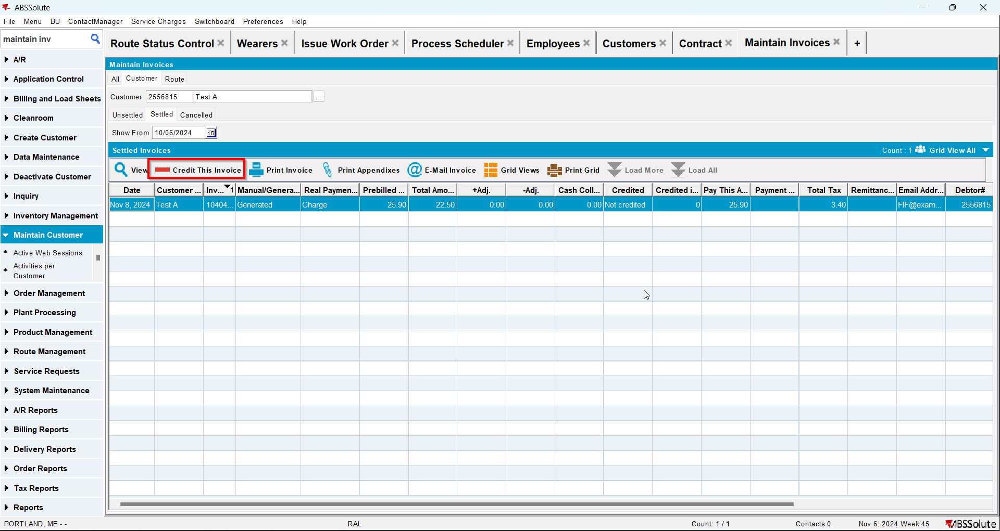 ABSSolute
File Menu BU ContactManager Service Charges Switchboard Preferences Help
maintain inv
Route Status Control Wearers Issue Work Order Process Scheduler Employees Customers Contract Maintain Invoices +
A/R
Application Control
Billing and Load Sheets
Cleanroom
Create Customer
Data Maintenance
Deactivate Customer
Inquiry
Inventory Management
Maintain Customer
Active Web Sessions
Activities per
Customer
Order Management
Plant Processing
Product Management
Route Management
Service Requests
System Maintenance
A/R Reports
Billing Reports
Delivery Reports
Order Reports
Tax Reports
Reports
Maintain Invoices
All Customer Route
Customer 2556815 | Test A ...
Unsettled Settled Cancelled
Show From 10/06/2024 15
Settled Invoices Count : 1 Grid View All
View Credit This Invoice Print Invoice Print Appendixes @ E-Mail Invoice Grid Views Print Grid Load More Load All
Date Customer ... Inv... 1 Manual/Genera... Real Paymen... Prebilled ... Total Amo... +Adj. -Adj. Cash Coll... Credited Credited i... Pay This A... Payment ... Total Tax Remittanc... Email Addr... Debtor#
Nov 8, 2024 Test A 10404... Generated Charge 25.90 22.50 0.00 0.00 0.00 Not credited 0 25.90 3.40 FIF@exam... 2556815
PORTLAND, ME - - RAL Count: 1 / 1 Contacts 0 Nov 6, 2024 Week 45 ABSSolute